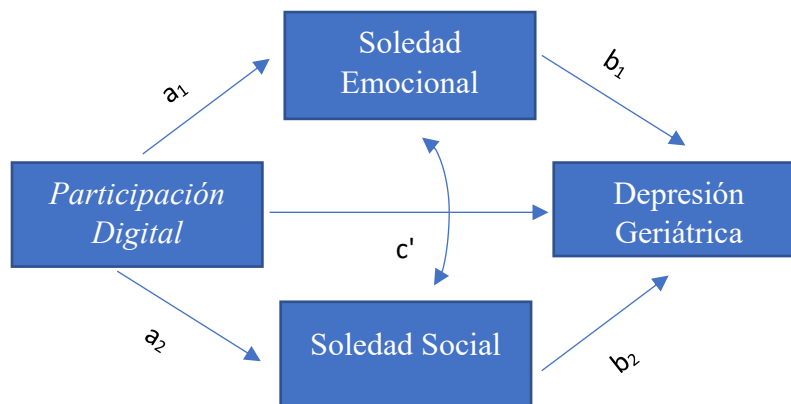 Soledad
Emocional
a₁
b₁
Participación
Digital
Depresión
Geriátrica
c'
a₂
Soledad Social
b₂